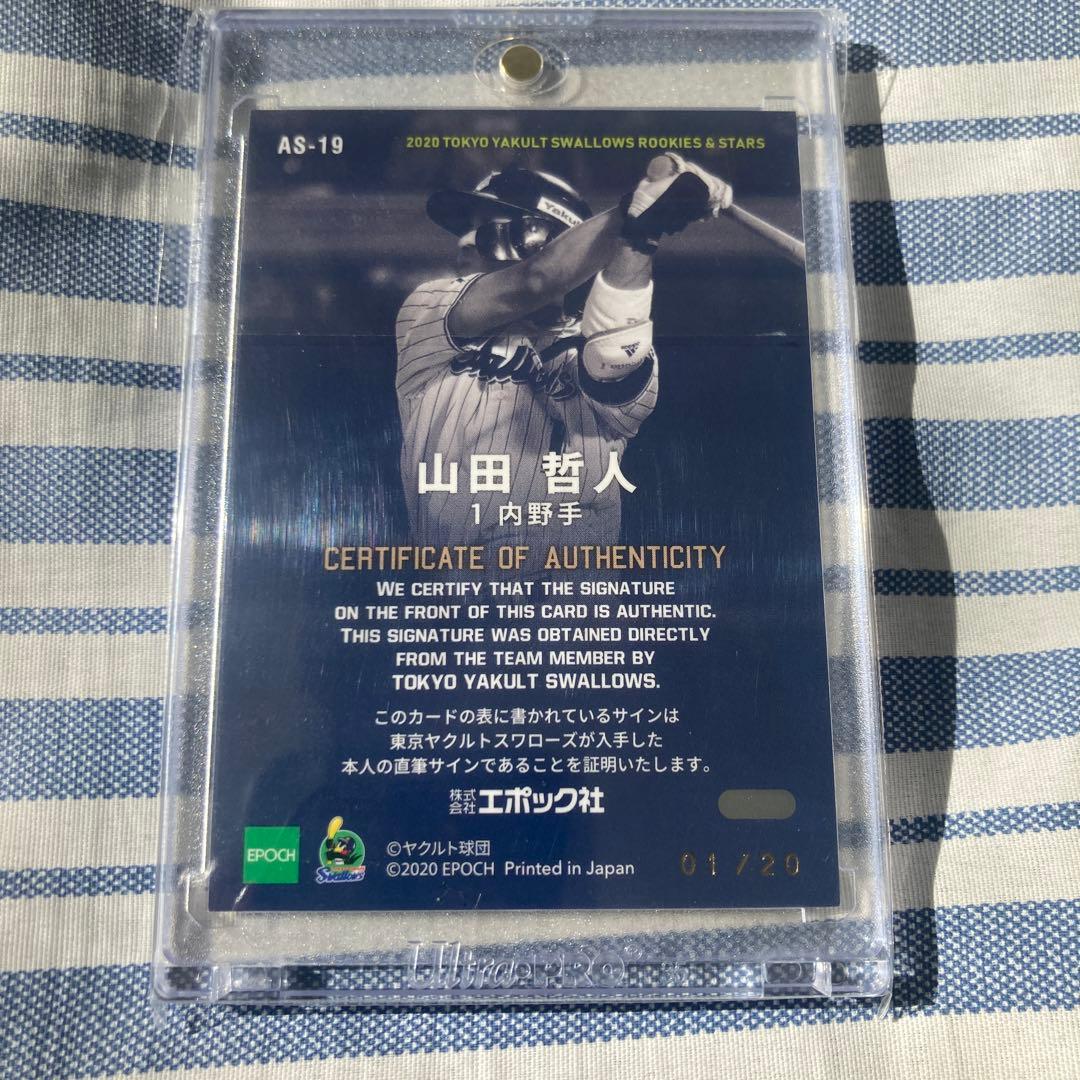 AS-19
2020 TOKYO YAKULT SWALLOWS ROOKIES & STARS
Yakult
Swallows
山田 哲人
1 内野手
CERTIFICATE OF AUTHENTICITY
WE CERTIFY THAT THE SIGNATURE
ON THE FRONT OF THIS CARD IS AUTHENTIC.
THIS SIGNATURE WAS OBTAINED DIRECTLY
FROM THE TEAM MEMBER BY
TOKYO YAKULT SWALLOWS.
このカードの表に書かれているサインは
東京ヤクルトスワローズが入手した
本人の直筆サインであることを証明いたします。
株式会社エポック社
EPOCH
Swallows
©ヤクルト球団
©2020 EPOCH Printed in Japan
01/20
Ultra PRO